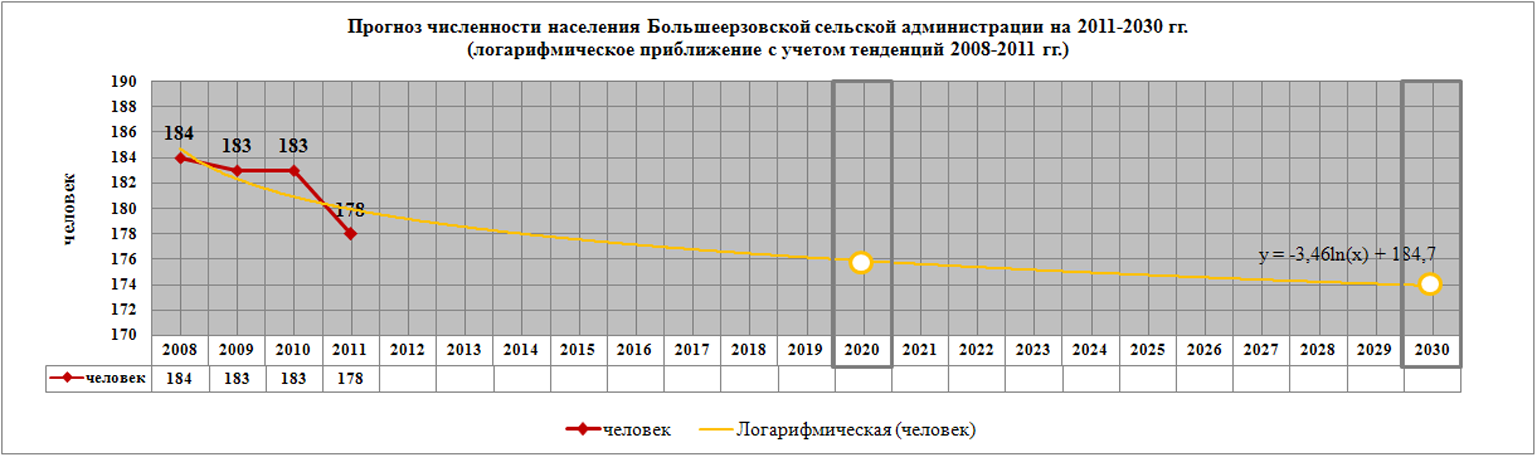 Прогноз численности населения Большеерзовской сельской администрации на 2011-2030 гг.
(логарифмическое приближение с учетом тенденций 2008-2011 гг.)
человек
190
188
186
184
182
180
178
176
174
172
170
184
183
183
178
y = -3,46ln(x) + 184,7
2008 2009 2010 2011 2012 2013 2014 2015 2016 2017 2018 2019 2020 2021 2022 2023 2024 2025 2026 2027 2028 2029 2030
человек 184 183 183 178
человек Логарифмическая (человек)